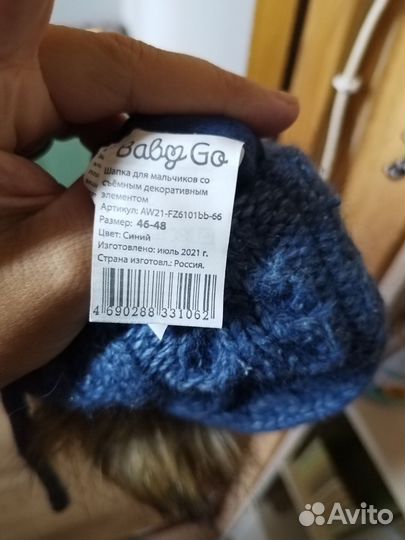 Baby Go
Шапка для мальчиков со
съёмным декоративным
элементом
Артикул: AW21-FZ6101bb-66
Размер: 46-48
Цвет: Синий
Изготовлено: июль 2021 г.
Страна изготовл.: Россия.
4 690288 331062
Avito